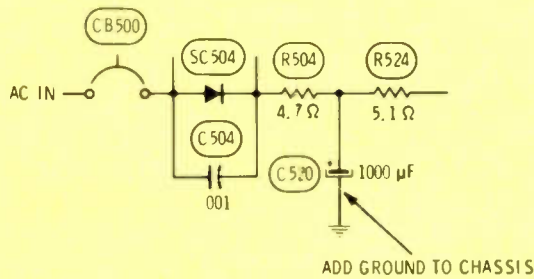 CB500
SC504
R504
R524
AC IN
4.7Ω
5.1Ω
C504
C520
+
1000 µF
001
ADD GROUND TO CHASSIS